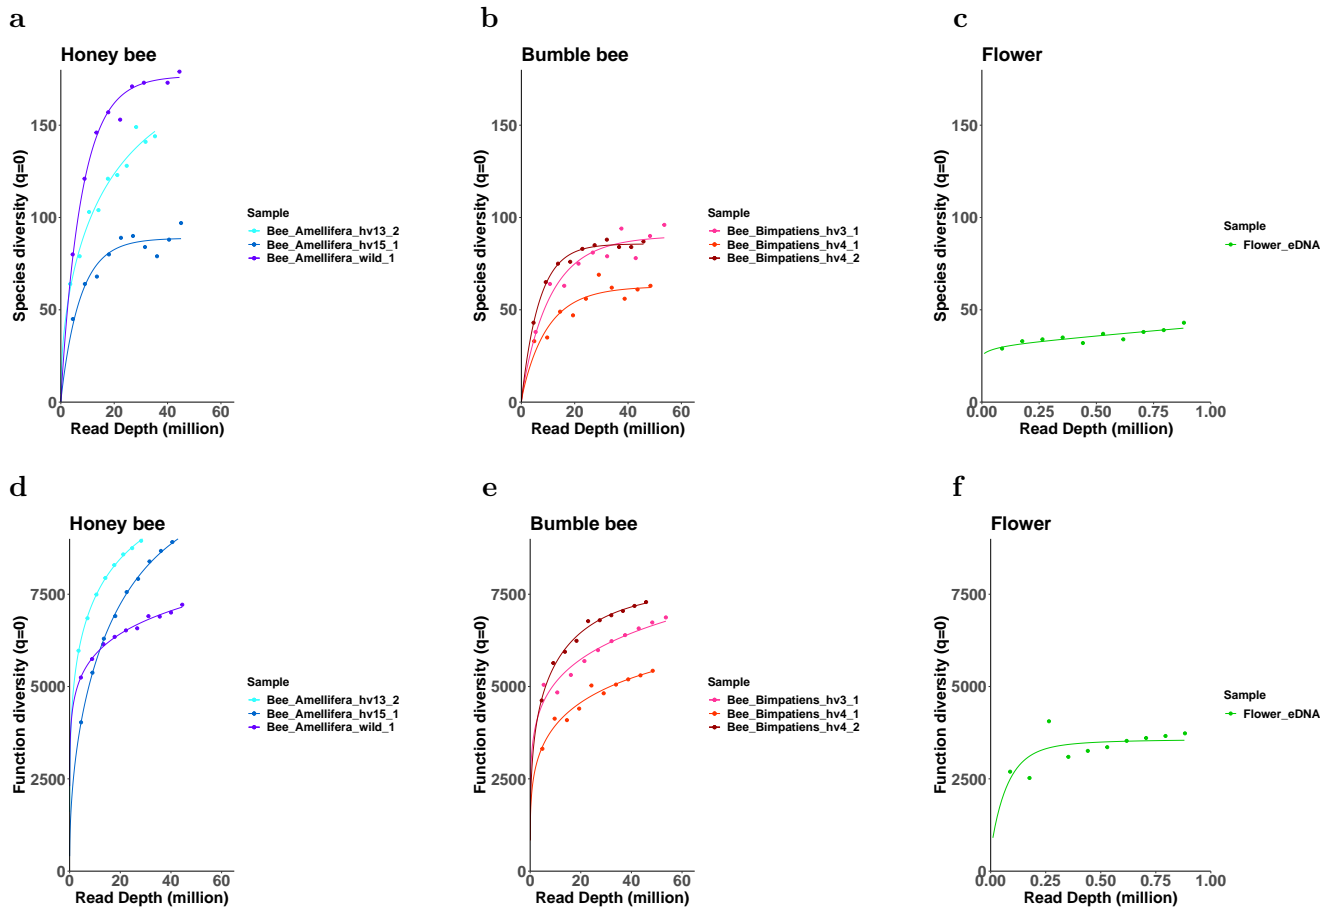 a
Honey bee
Species diversity (q=0)
150
100
50
0
0 20 40 60
Read Depth (million)
Sample
Bee_Amellifera_hv13_2
Bee_Amellifera_hv15_1
Bee_Amellifera_wild_1
b
Bumble bee
Species diversity (q=0)
150
100
50
0
0 20 40 60
Read Depth (million)
Sample
Bee_Bimpatiens_hv3_1
Bee_Bimpatiens_hv4_1
Bee_Bimpatiens_hv4_2
c
Flower
Species diversity (q=0)
150
100
50
0
0.00 0.25 0.50 0.75 1.00
Read Depth (million)
Sample
Flower_eDNA
d
Honey bee
Function diversity (q=0)
7500
5000
2500
0
0 20 40 60
Read Depth (million)
Sample
Bee_Amellifera_hv13_2
Bee_Amellifera_hv15_1
Bee_Amellifera_wild_1
e
Bumble bee
Function diversity (q=0)
7500
5000
2500
0
0 20 40 60
Read Depth (million)
Sample
Bee_Bimpatiens_hv3_1
Bee_Bimpatiens_hv4_1
Bee_Bimpatiens_hv4_2
f
Flower
Function diversity (q=0)
7500
5000
2500
0
0.00 0.25 0.50 0.75 1.00
Read Depth (million)
Sample
Flower_eDNA